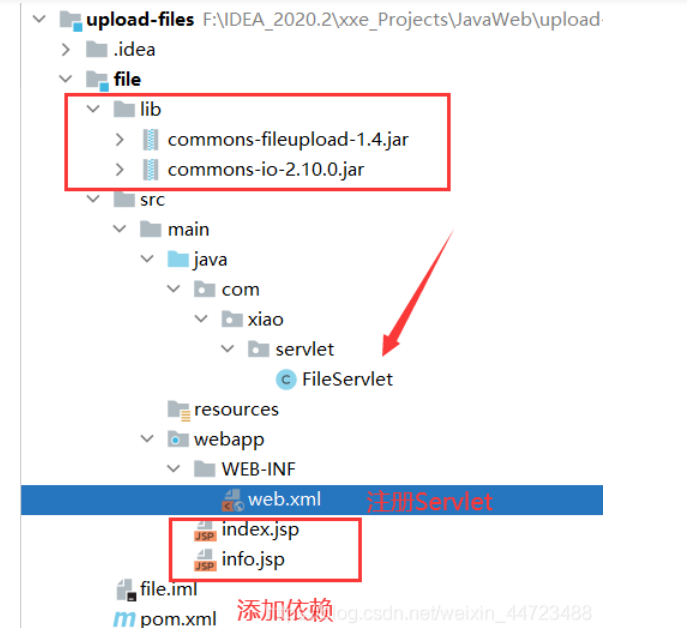 upload-files F:\IDEA_2020.2\xxe_Projects\JavaWeb\upload-
.idea
file
lib
commons-fileupload-1.4.jar
commons-io-2.10.0.jar
src
main
java
com
xiao
servlet
C FileServlet
resources
webapp
WEB-INF
web.xml 注册Servlet
JSP index.jsp
JSP info.jsp
file.iml
m pom.xml 添加依赖 blog.csdn.net/weixin_44723488